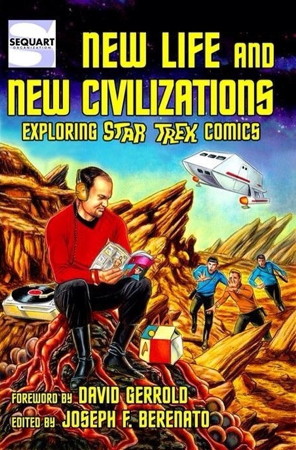 SEQUART
ORGANIZATION
NEW LIFE AND
NEW CIVILIZATIONS
EXPLORING STAR TREK COMICS
A
FOREWORD BY DAVID GERROLD
EDITED BY JOSEPH F. BERENATO